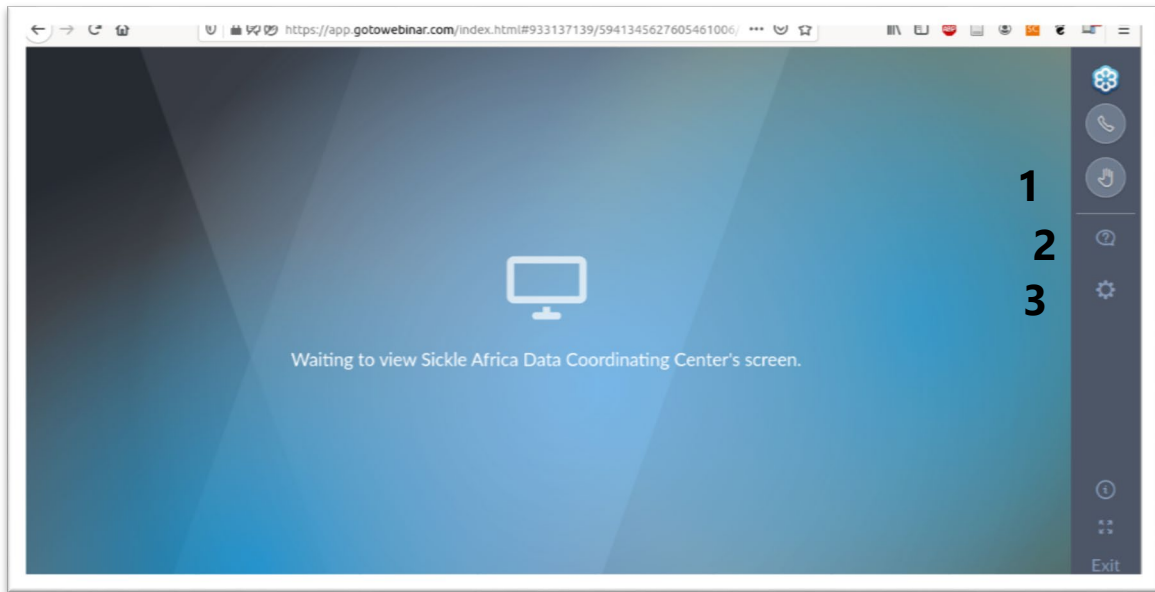 https://app.gotowebinar.com/index.html#933137139/5941345627605461006/
1
2
3
Waiting to view Sickle Africa Data Coordinating Center's screen.
Exit